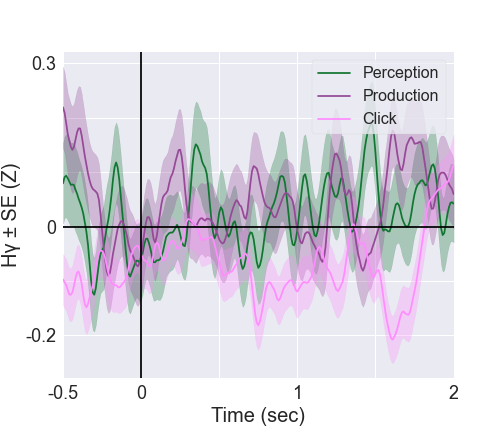 Perception
Production
Click
0.3
0
-0.2
Hγ ± SE (Z)
-0.5
0
1
2
Time (sec)